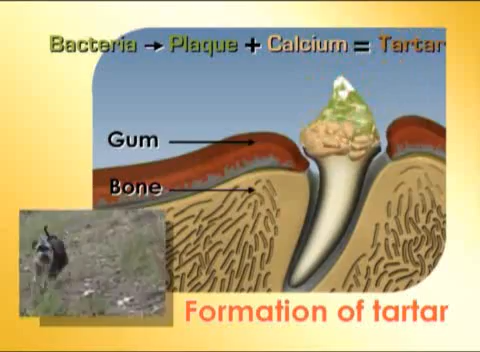 Bacteria → Plaque + Calcium = Tartar
Gum
Bone
Formation of tartar